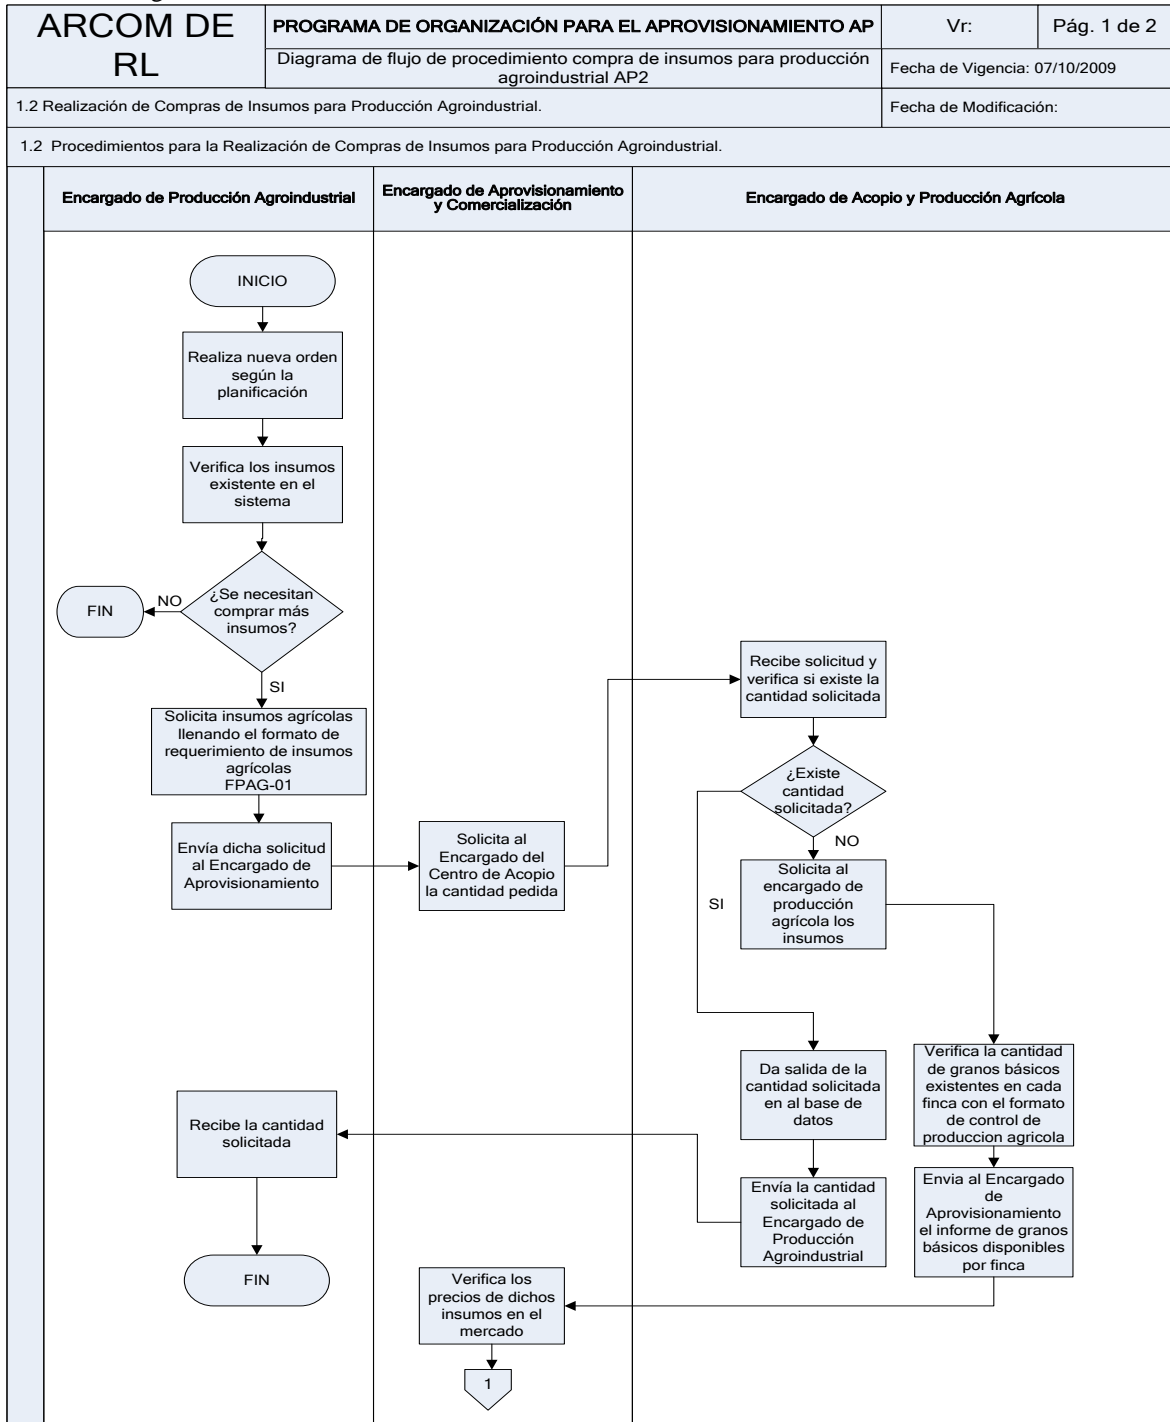 ARCOM DE
RL
PROGRAMA DE ORGANIZACIÓN PARA EL APROVISIONAMIENTO AP
Vr:
Pág. 1 de 2
Diagrama de flujo de procedimiento compra de insumos para producción
agroindustrial AP2
Fecha de Vigencia: 07/10/2009
1.2 Realización de Compras de Insumos para Producción Agroindustrial.
Fecha de Modificación:
1.2 Procedimientos para la Realización de Compras de Insumos para Producción Agroindustrial.
Encargado de Producción Agroindustrial
Encargado de Aprovisionamiento
y Comercialización
Encargado de Acopio y Producción Agrícola
INICIO
Realiza nueva orden
según la
planificación
Verifica los insumos
existente en el
sistema
¿Se necesitan
comprar más
insumos?
NO
FIN
SI
Solicita insumos agrícolas
llenando el formato de
requerimiento de insumos
agrícolas
FPAG-01
Envía dicha solicitud
al Encargado de
Aprovisionamiento
Solicita al
Encargado del
Centro de Acopio
la cantidad pedida
Recibe solicitud y
verifica si existe la
cantidad solicitada
¿Existe
cantidad
solicitada?
NO
SI
Solicita al
encargado de
producción
agrícola los
insumos
Da salida de la
cantidad solicitada
en al base de
datos
Verifica la cantidad
de granos básicos
existentes en cada
finca con el formato
de control de
produccion agricola
Recibe la cantidad
solicitada
Envía la cantidad
solicitada al
Encargado de
Producción
Agroindustrial
Envia al Encargado
de
Aprovisionamiento
el informe de granos
básicos disponibles
por finca
FIN
Verifica los
precios de dichos
insumos en el
mercado
1